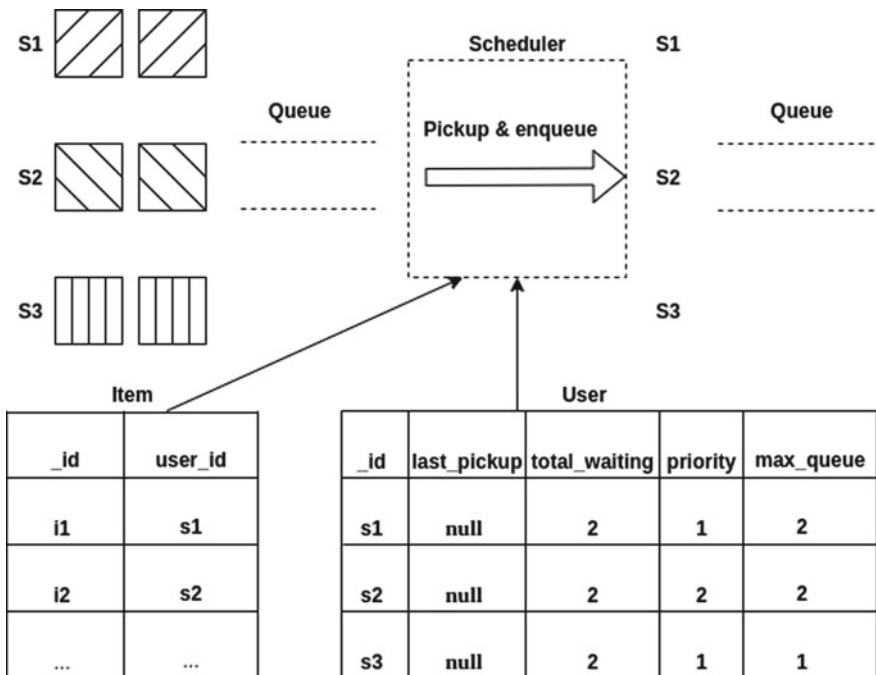 S1
Scheduler
S1
Queue
Queue
Pickup & enqueue
S2
S2
S3
S3
Item
User
_id user_id
_id last_pickup total_waiting priority max_queue
i1 s1
s1 null 2 1 2
i2 s2
s2 null 2 2 2
... ...
s3 null 2 1 1